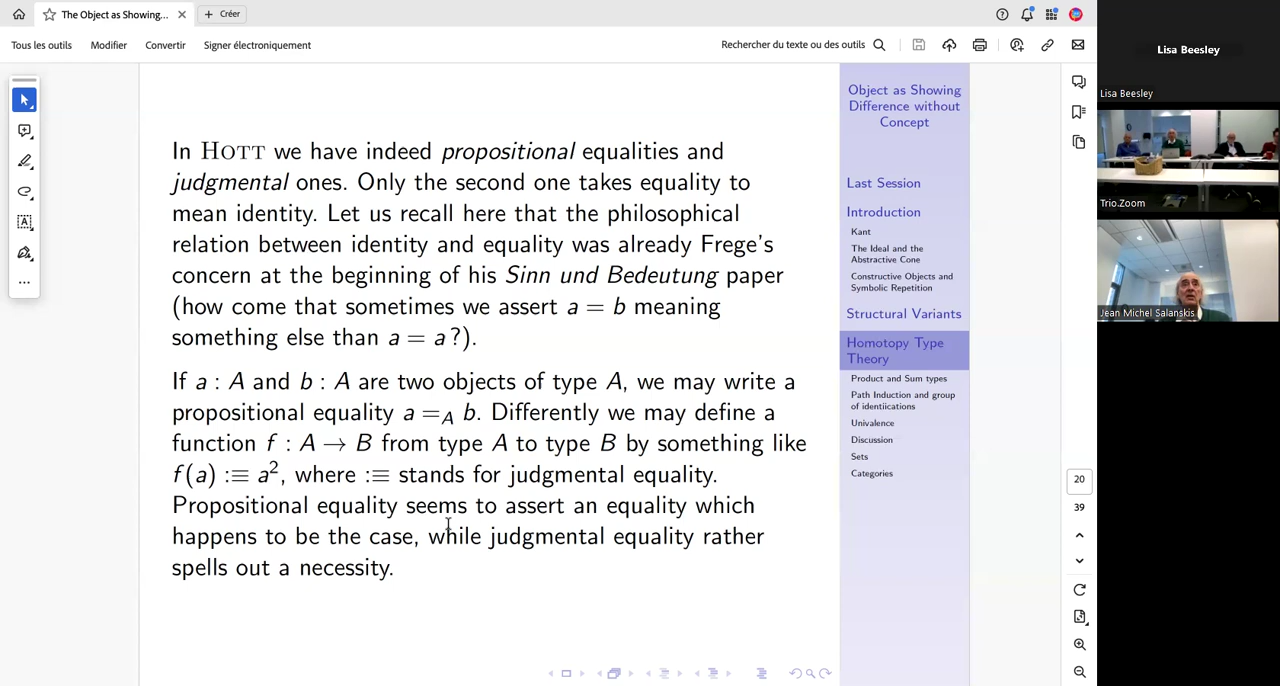 The Object as Showing...
Créer
Tous les outils
Modifier
Convertir
Signer électroniquement
Rechercher du texte ou des outils
In HOTT we have indeed propositional equalities and
judgmental ones. Only the second one takes equality to
mean identity. Let us recall here that the philosophical
relation between identity and equality was already Frege's
concern at the beginning of his Sinn und Bedeutung paper
(how come that sometimes we assert a = b meaning
something else than a = a ?).
If a : A and b : A are two objects of type A, we may write a
propositional equality a =_A b. Differently we may define a
function f : A → B from type A to type B by something like
f(a) :≡ a², where :≡ stands for judgmental equality.
Propositional equality seems to assert an equality which
happens to be the case, while judgmental equality rather
spells out a necessity.
Object as Showing
Difference without
Concept
Last Session
Introduction
Kant
The Ideal and the
Abstractive Cone
Constructive Objects and
Symbolic Repetition
Structural Variants
Homotopy Type
Theory
Product and Sum types
Path Induction and group
of identiications
Univalence
Discussion
Sets
Categories
20
39
Lisa Beesley
Lisa Beesley
Trio.Zoom
Jean Michel Salanskis